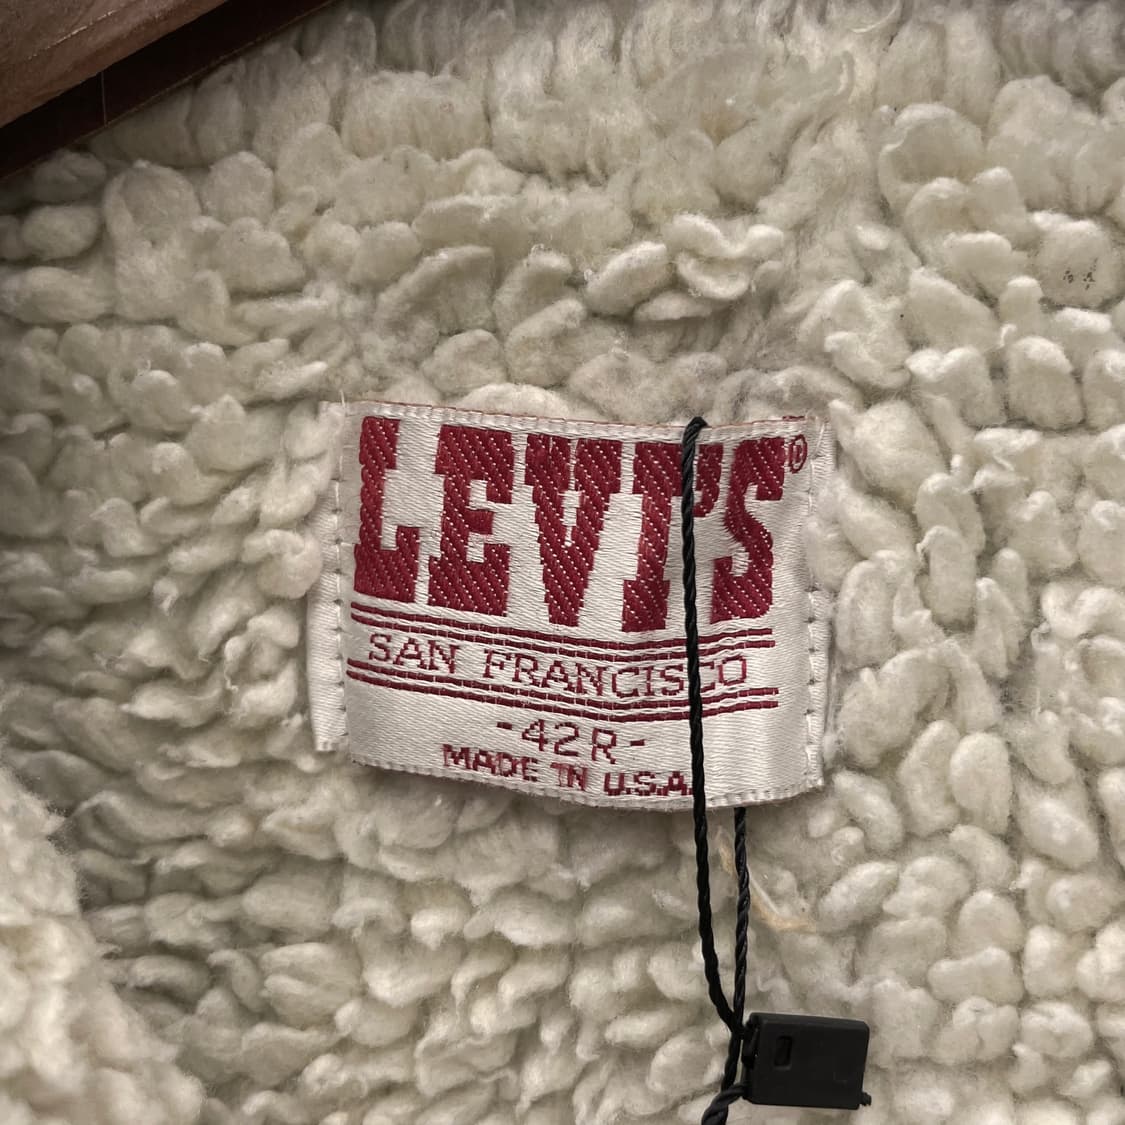 LEVI'S®
SAN FRANCISCO
-42R-
MADE IN U.S.A.